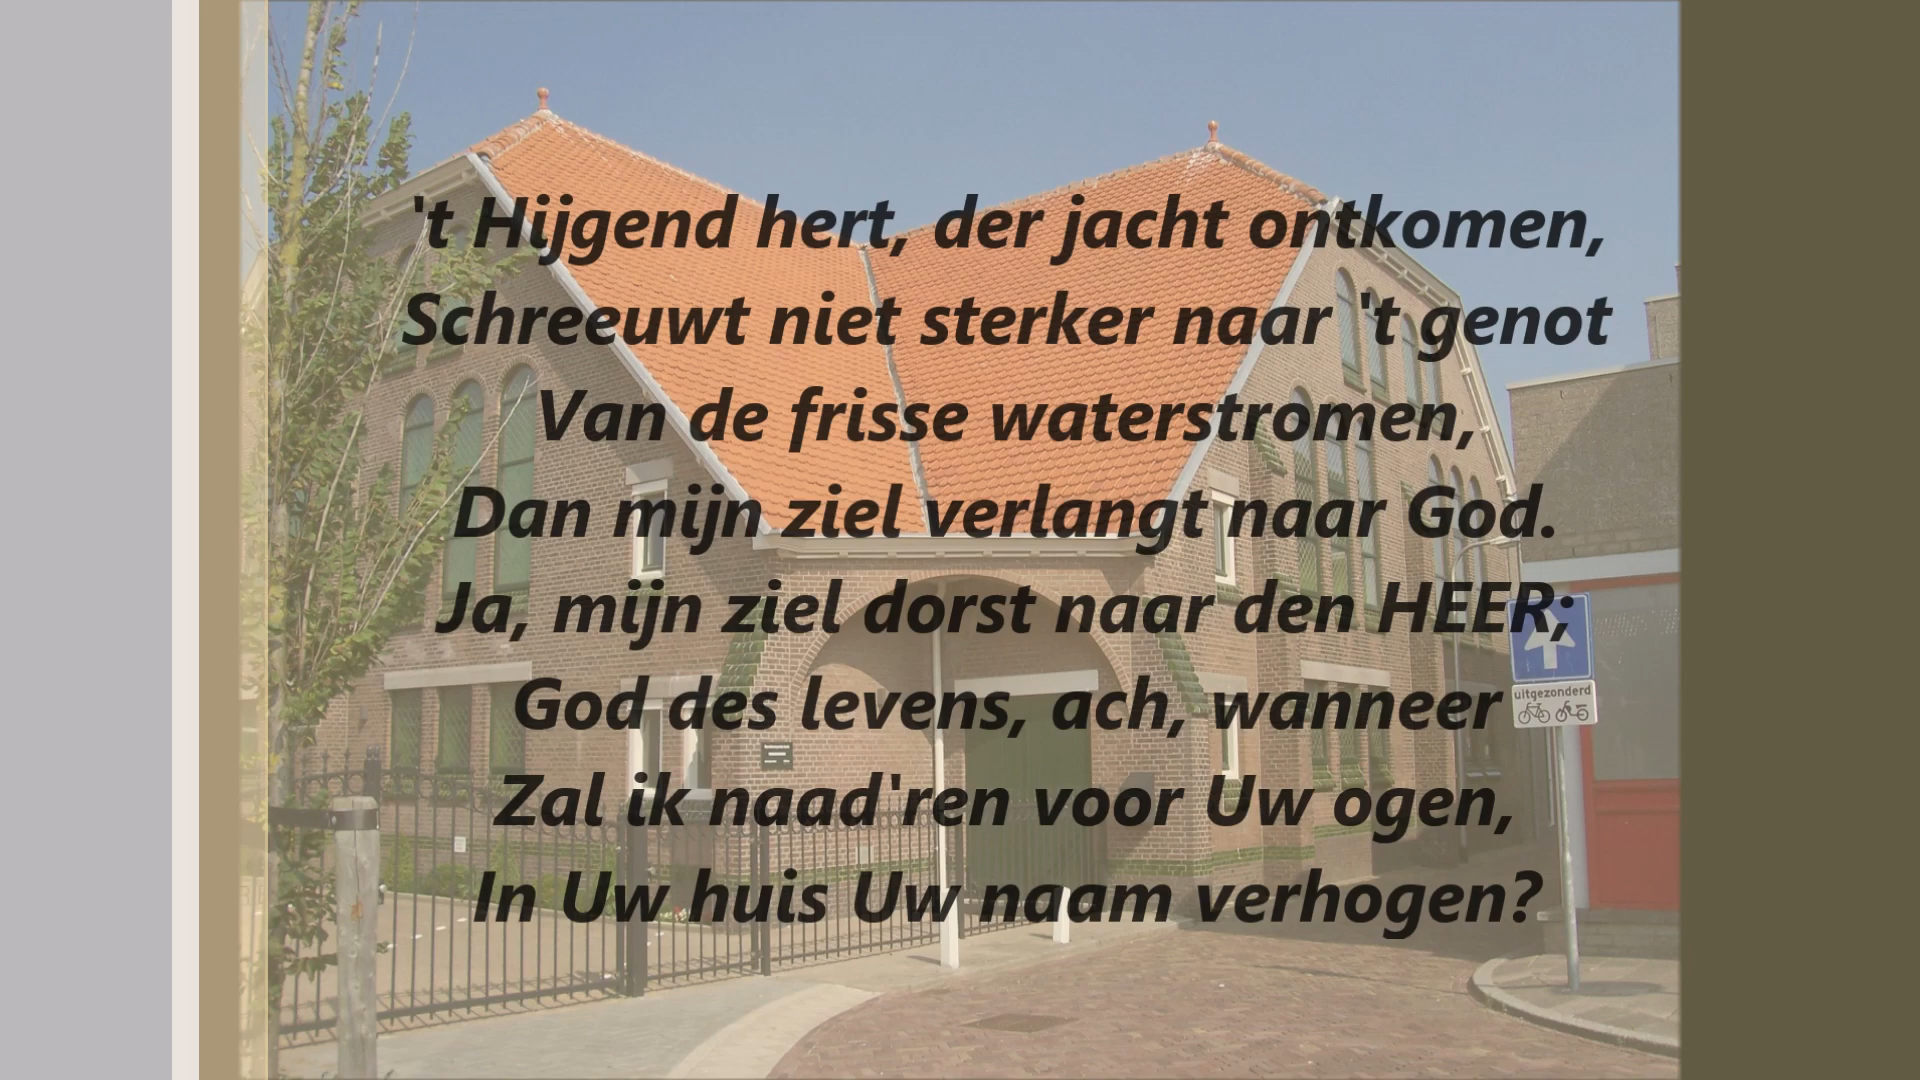 't Hijgend hert, der jacht ontkomen,
Schreeuwt niet sterker naar 't genot
Van de frisse waterstromen,
Dan mijn ziel verlangt naar God.
Ja, mijn ziel dorst naar den HEER;
God des levens, ach, wanneer
Zal ik naad'ren voor Uw ogen,
In Uw huis Uw naam verhogen?
uitgezonderd